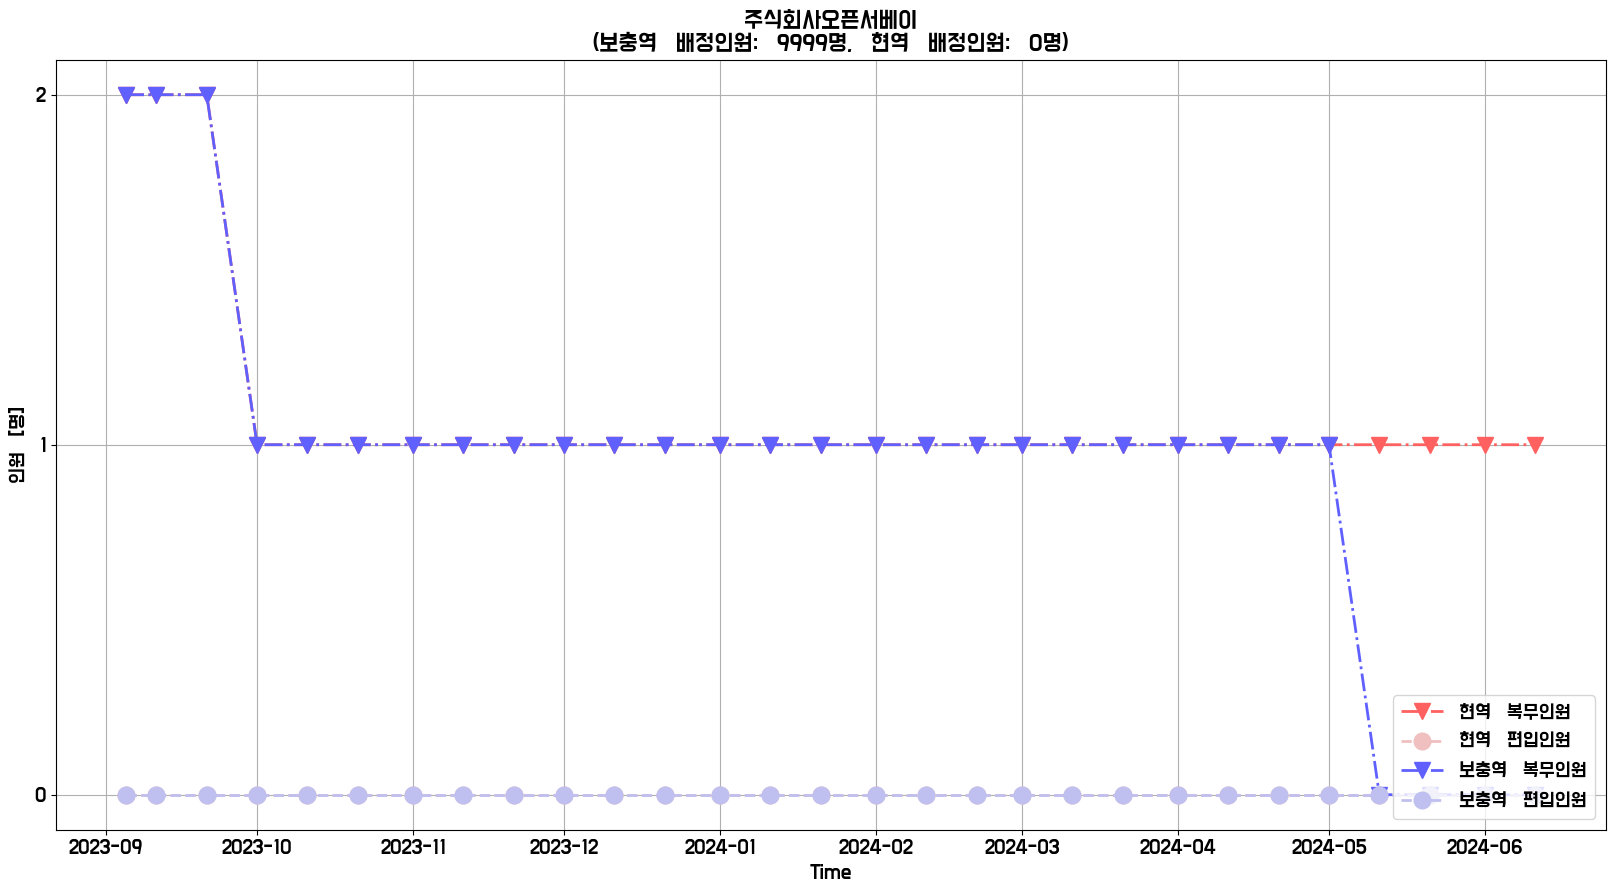 주식회사오픈서베이
(보충역 배정인원: 9999명, 현역 배정인원: 0명)
인원 [명]
2
1
0
현역 복무인원
현역 편입인원
보충역 복무인원
보충역 편입인원
2023-09 2023-10 2023-11 2023-12 2024-01 2024-02 2024-03 2024-04 2024-05 2024-06
Time